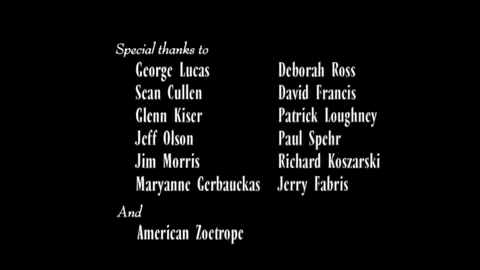 Special thanks to
George Lucas Deborah Ross
Sean Cullen David Francis
Glenn Kiser Patrick Loughney
Jeff Olson Paul Spehr
Jim Morris Richard Koszarski
Maryanne Gerbauckas Jerry Fabris
And
American Zoetrope